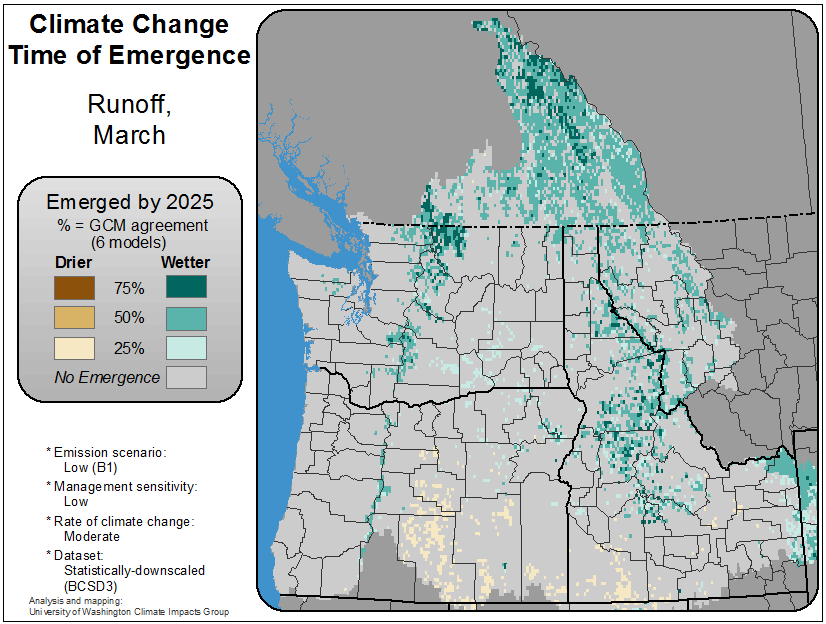 Climate Change
Time of Emergence
Runoff,
March
Emerged by 2025
% = GCM agreement
(6 models)
Drier Wetter
75%
50%
25%
No Emergence
* Emission scenario:
Low (B1)
* Management sensitivity:
Low
* Rate of climate change:
Moderate
* Dataset:
Statistically-downscaled
(BCSD3)
Analysis and mapping:
University of Washington Climate Impacts Group